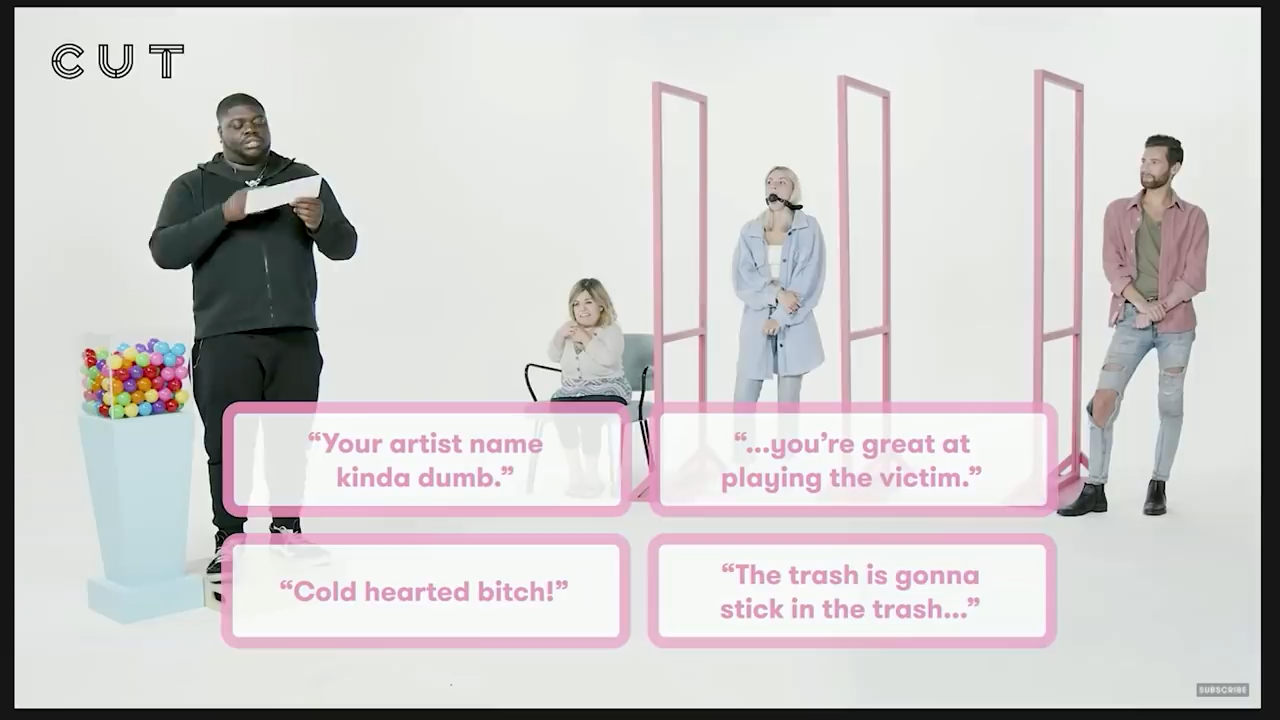 CUT
“Your artist name
kinda dumb.”
“...you’re great at
playing the victim.”
“Cold hearted bitch!”
“The trash is gonna
stick in the trash...”
SUBSCRIBE